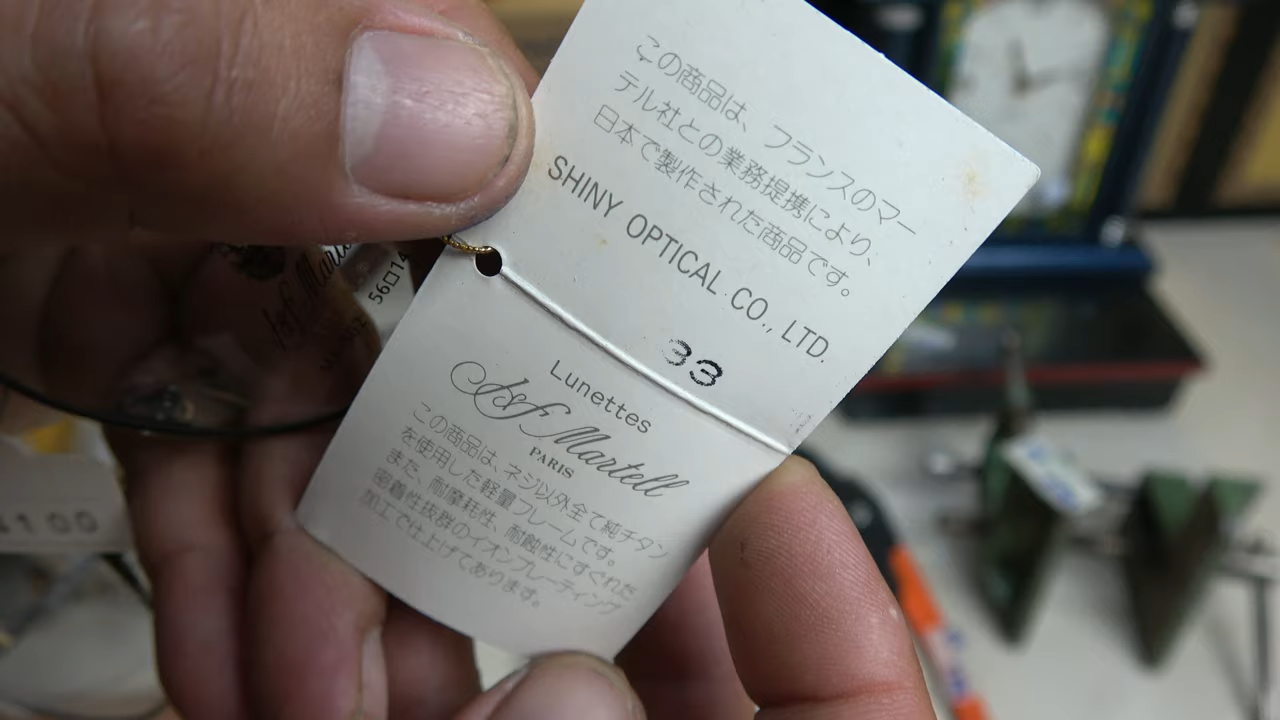 この商品は、フランスのマー
テル社との業務提携により、
日本で製作された商品です。
SHINY OPTICAL CO., LTD.
33
Lunettes
Jsf Martell
PARIS
この商品は、ネジ以外全て純チタン
を使用した軽量フレームです。
また、耐摩耗性、耐蝕性にすぐれた
密着性抜群のイオンプレーティング
加工で仕上げてあります。
56□14
100